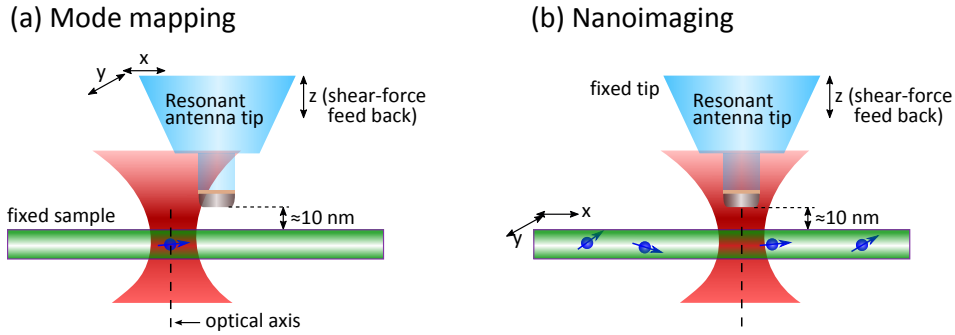 (a) Mode mapping
x
y
Resonant
antenna tip
z (shear-force
feed back)
fixed sample
≈10 nm
optical axis
(b) Nanoimaging
fixed tip
Resonant
antenna tip
z (shear-force
feed back)
≈10 nm
x
y